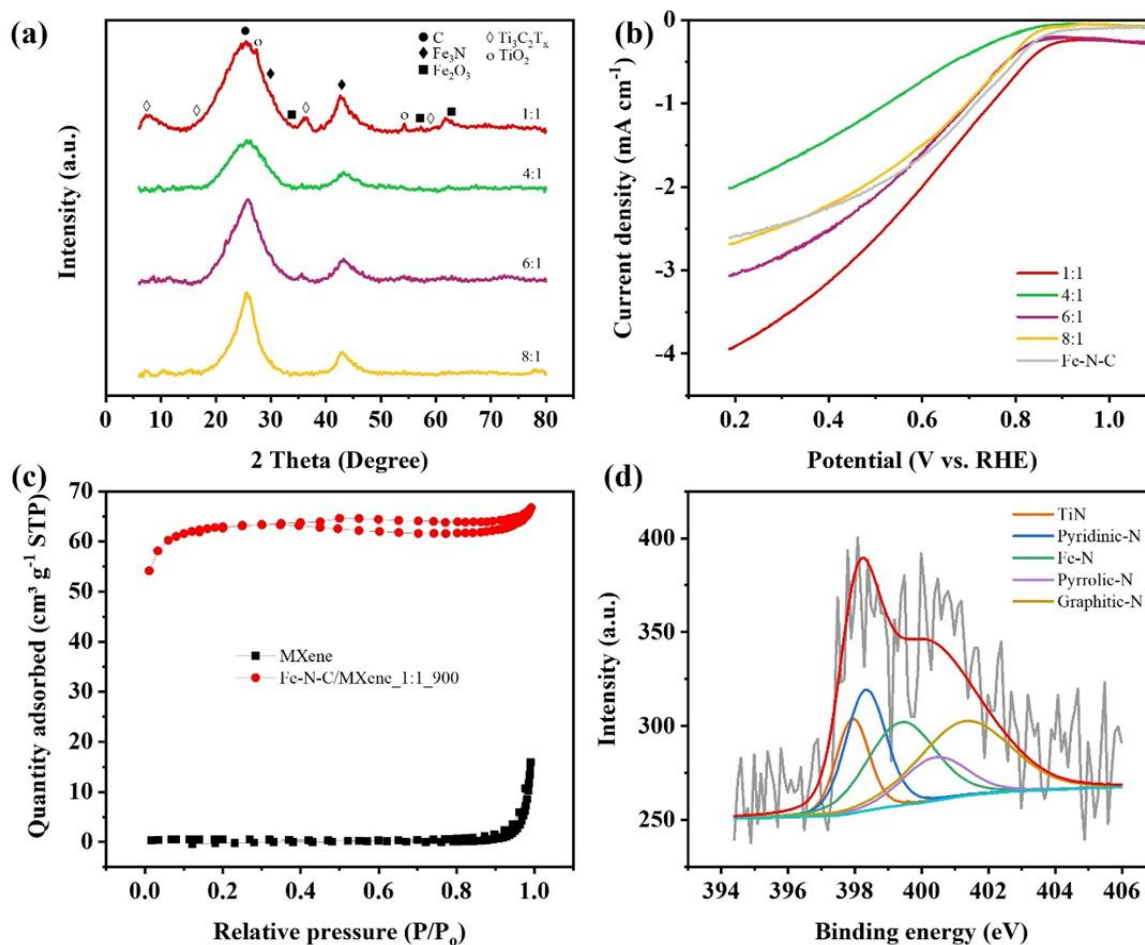 (a)
C
Fe₃N
Fe₂O₃
Ti₃C₂Tₓ
TiO₂
1:1
4:1
6:1
8:1
Intensity (a.u.)
0 10 20 30 40 50 60 70 80
2 Theta (Degree)
(b)
0
-1
-2
-3
-4
Current density (mA cm⁻¹)
1:1
4:1
6:1
8:1
Fe-N-C
0.2 0.4 0.6 0.8 1.0
Potential (V vs. RHE)
(c)
70
60
50
40
30
20
10
0
Quantity adsorbed (cm³ g⁻¹ STP)
MXene
Fe-N-C/MXene_1:1_900
0.0 0.2 0.4 0.6 0.8 1.0
Relative pressure (P/P₀)
(d)
400
350
300
250
Intensity (a.u.)
TiN
Pyridinic-N
Fe-N
Pyrrolic-N
Graphitic-N
394 396 398 400 402 404 406
Binding energy (eV)